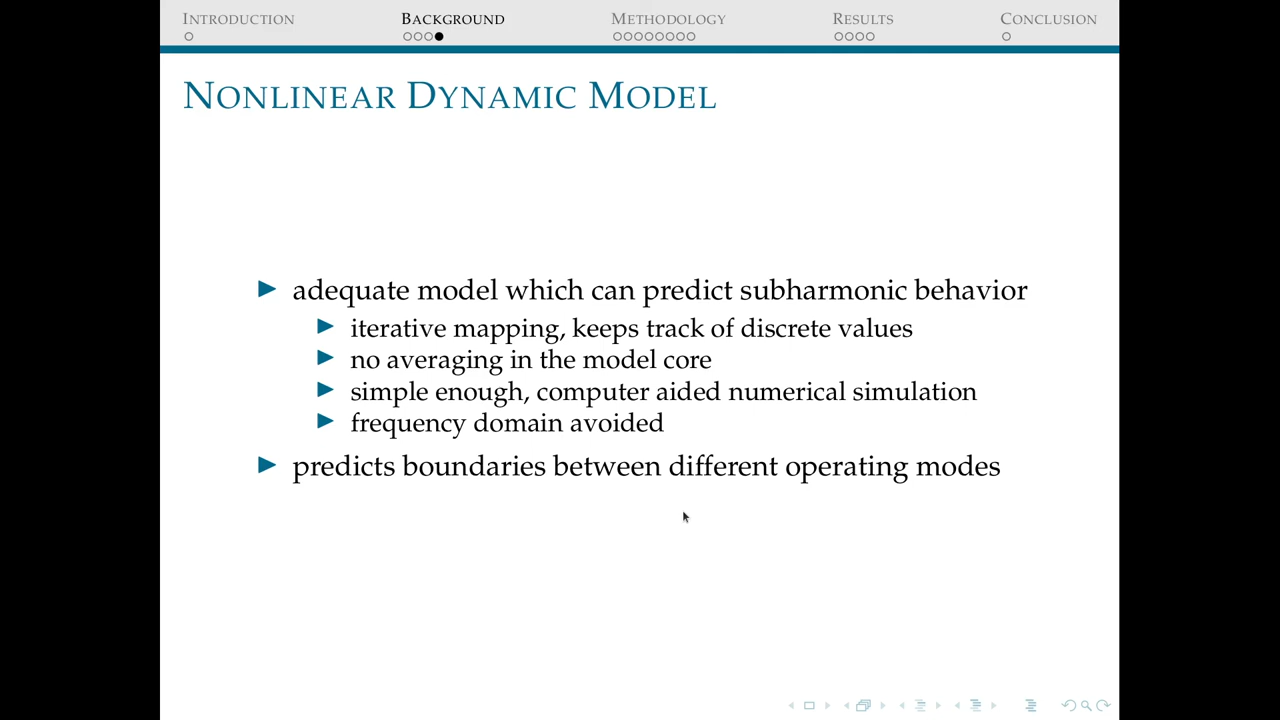 INTRODUCTION BACKGROUND METHODOLOGY RESULTS CONCLUSION
NONLINEAR DYNAMIC MODEL
adequate model which can predict subharmonic behavior
iterative mapping, keeps track of discrete values
no averaging in the model core
simple enough, computer aided numerical simulation
frequency domain avoided
predicts boundaries between different operating modes